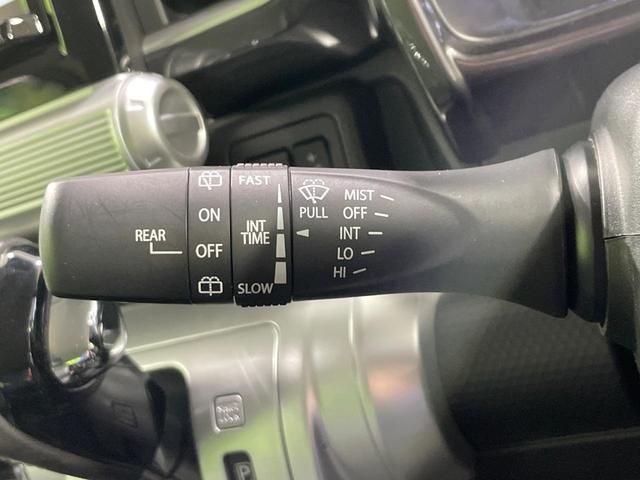 REAR
ON
OFF
FAST
INT
TIME
SLOW
PULL
MIST
OFF
INT
LO
HI
P